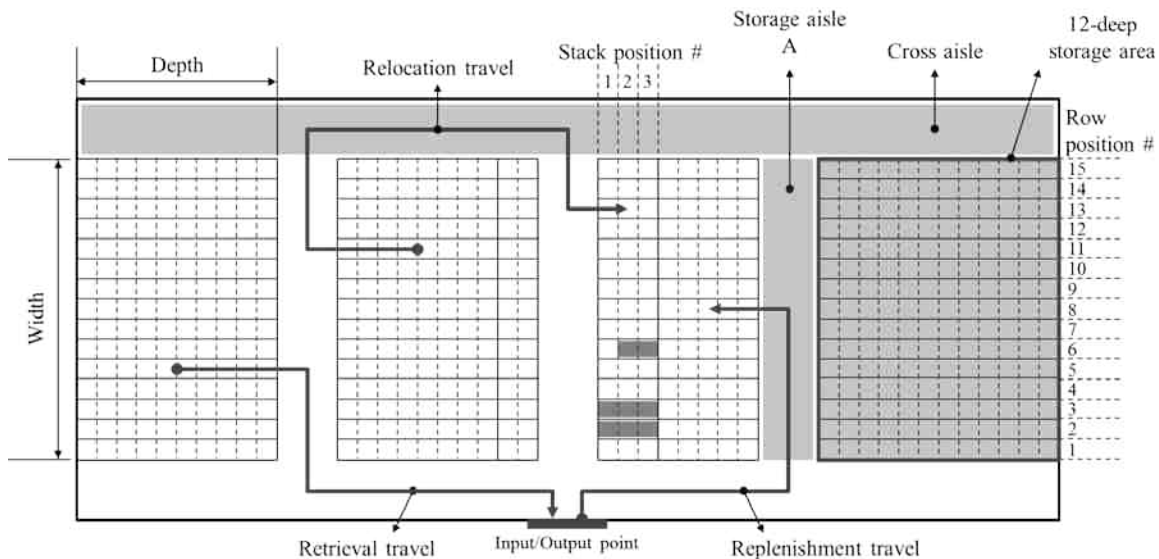 Storage aisle
A
12-deep
storage area
Stack position #
Depth
Relocation travel
Cross aisle
1 2 3
Row
position #
15
14
13
12
11
10
9
8
7
6
5
4
3
2
1
Width
Retrieval travel
Input/Output point
Replenishment travel